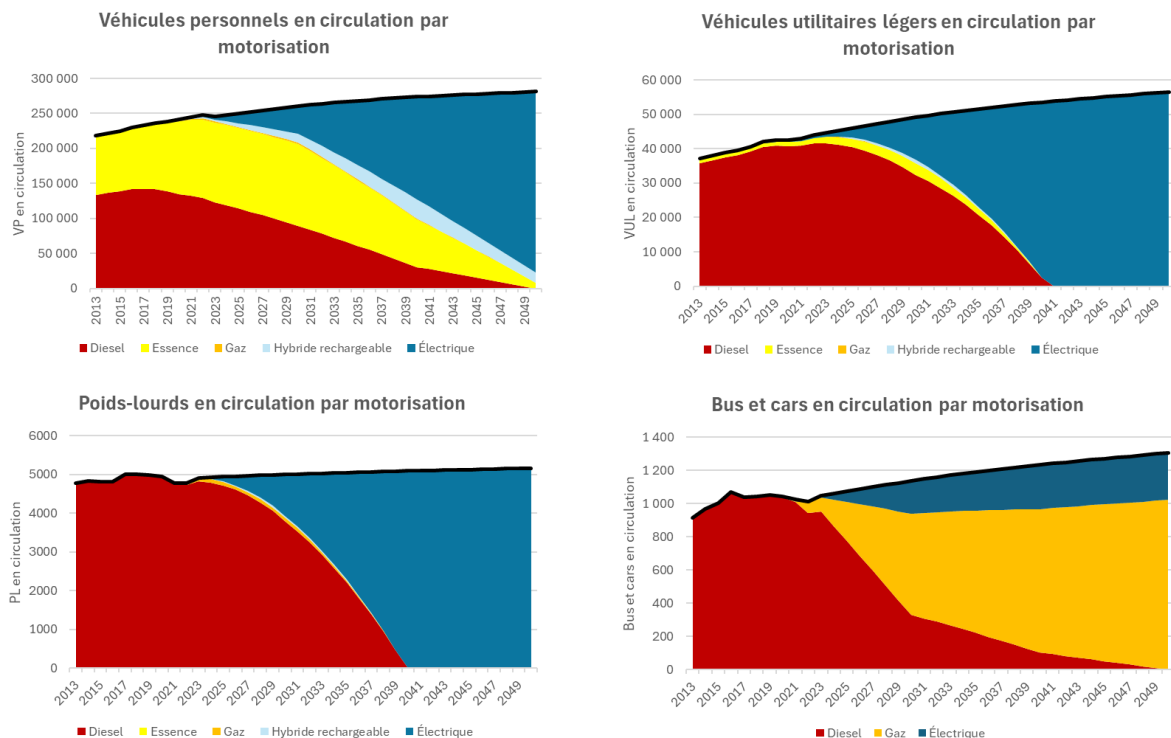 Véhicules personnels en circulation par
motorisation
300 000
250 000
200 000
150 000
100 000
50 000
0
VP en circulation
2013 2015 2017 2019 2021 2023 2025 2027 2029 2031 2033 2035 2037 2039 2041 2043 2045 2047 2049
Diesel Essence Gaz Hybride rechargeable Électrique
Véhicules utilitaires légers en circulation par
motorisation
60 000
50 000
40 000
30 000
20 000
10 000
0
VUL en circulation
2013 2015 2017 2019 2021 2023 2025 2027 2029 2031 2033 2035 2037 2039 2041 2043 2045 2047 2049
Diesel Essence Gaz Hybride rechargeable Électrique
Poids-lourds en circulation par motorisation
6000
5000
4000
3000
2000
1000
0
PL en circulation
2013 2015 2017 2019 2021 2023 2025 2027 2029 2031 2033 2035 2037 2039 2041 2043 2045 2047 2049
Diesel Essence Gaz Hybride rechargeable Électrique
Bus et cars en circulation par motorisation
1 400
1 200
1 000
800
600
400
200
0
Bus et cars en circulation
2013 2015 2017 2019 2021 2023 2025 2027 2029 2031 2033 2035 2037 2039 2041 2043 2045 2047 2049
Diesel Gaz Électrique